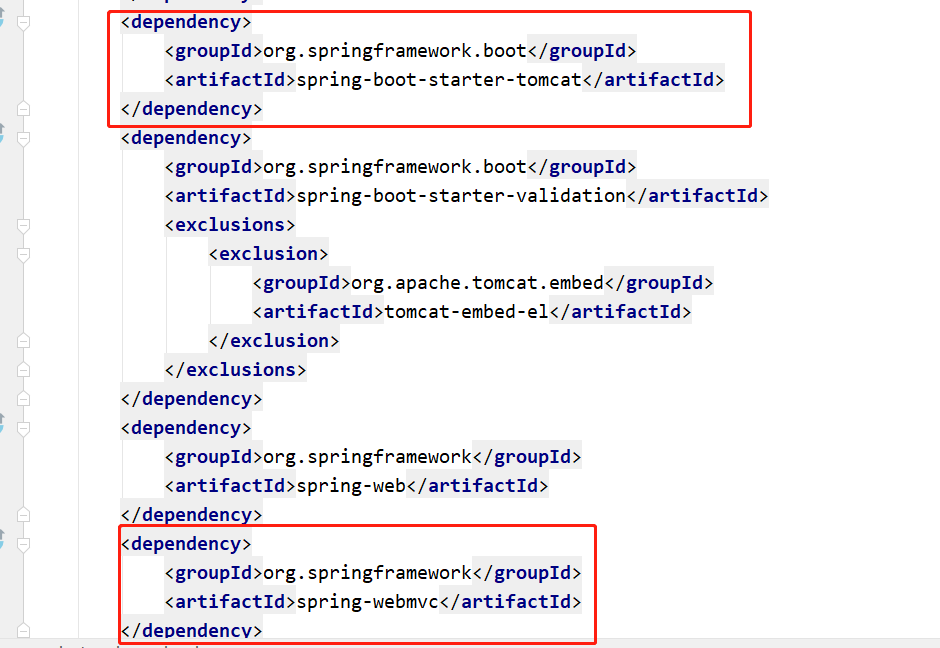 <dependency>
<groupId>org.springframework.boot</groupId>
<artifactId>spring-boot-starter-tomcat</artifactId>
</dependency>
<dependency>
<groupId>org.springframework.boot</groupId>
<artifactId>spring-boot-starter-validation</artifactId>
<exclusions>
<exclusion>
<groupId>org.apache.tomcat.embed</groupId>
<artifactId>tomcat-embed-el</artifactId>
</exclusion>
</exclusions>
</dependency>
<dependency>
<groupId>org.springframework</groupId>
<artifactId>spring-web</artifactId>
</dependency>
<dependency>
<groupId>org.springframework</groupId>
<artifactId>spring-webmvc</artifactId>
</dependency>